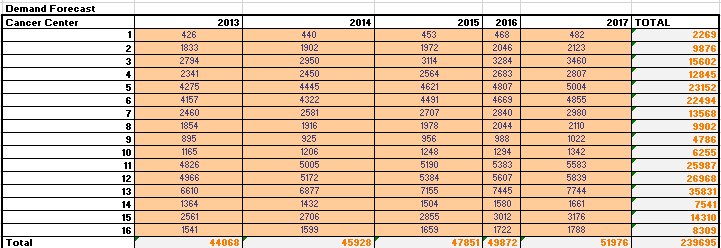 Demand Forecast
Cancer Center 2013 2014 2015 2016 2017 TOTAL
1 426 440 453 468 482 2269
2 1833 1902 1972 2046 2123 9876
3 2794 2950 3114 3284 3460 15602
4 2341 2450 2564 2683 2807 12845
5 4275 4445 4621 4807 5004 23152
6 4157 4322 4491 4669 4855 22494
7 2460 2581 2707 2840 2980 13568
8 1854 1916 1978 2044 2110 9902
9 895 925 956 988 1022 4786
10 1165 1206 1248 1294 1342 6255
11 4826 5005 5190 5383 5583 25987
12 4966 5172 5384 5607 5839 26968
13 6610 6877 7155 7445 7744 35831
14 1364 1432 1504 1580 1661 7541
15 2561 2706 2855 3012 3176 14310
16 1541 1599 1659 1722 1788 8309
Total 44068 45928 47851 49872 51976 239695